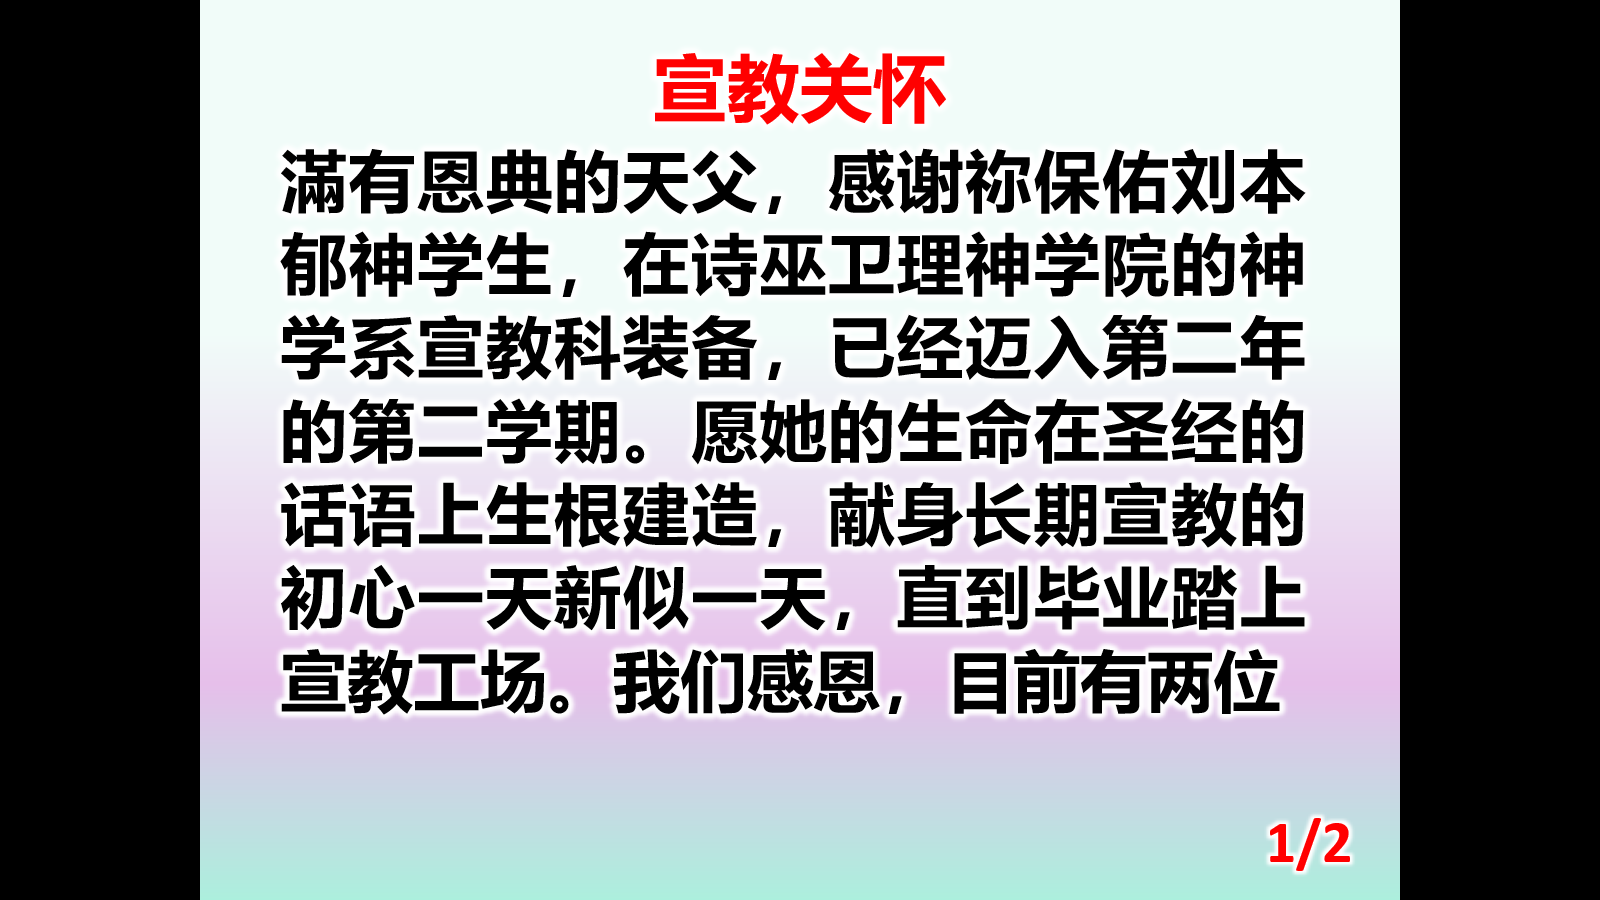 宣教关怀
滿有恩典的天父，感谢祢保佑刘本
郁神学生，在诗巫卫理神学院的神
学系宣教科装备，已经迈入第二年
的第二学期。愿她的生命在圣经的
话语上生根建造，献身长期宣教的
初心一天新似一天，直到毕业踏上
宣教工场。我们感恩，目前有两位
1/2